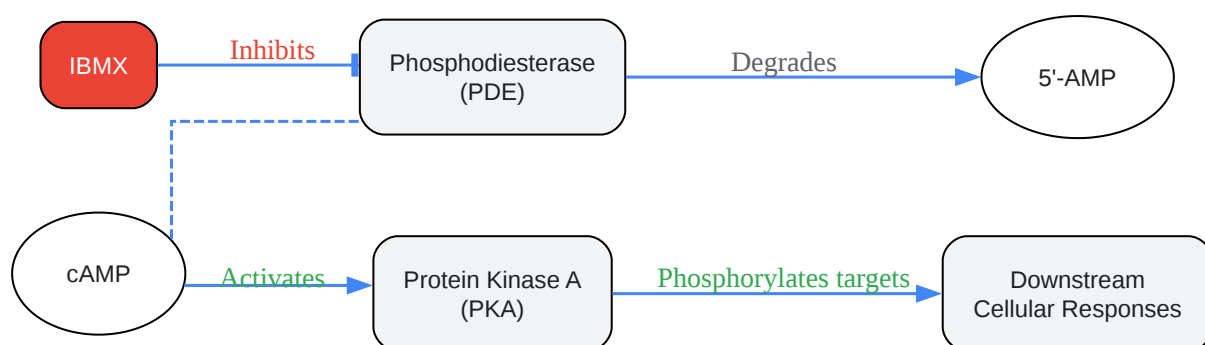 IBMX
Inhibits
Phosphodiesterase
(PDE)
Degrades
5'-AMP
cAMP
Activates
Protein Kinase A
(PKA)
Phosphorylates targets
Downstream
Cellular Responses